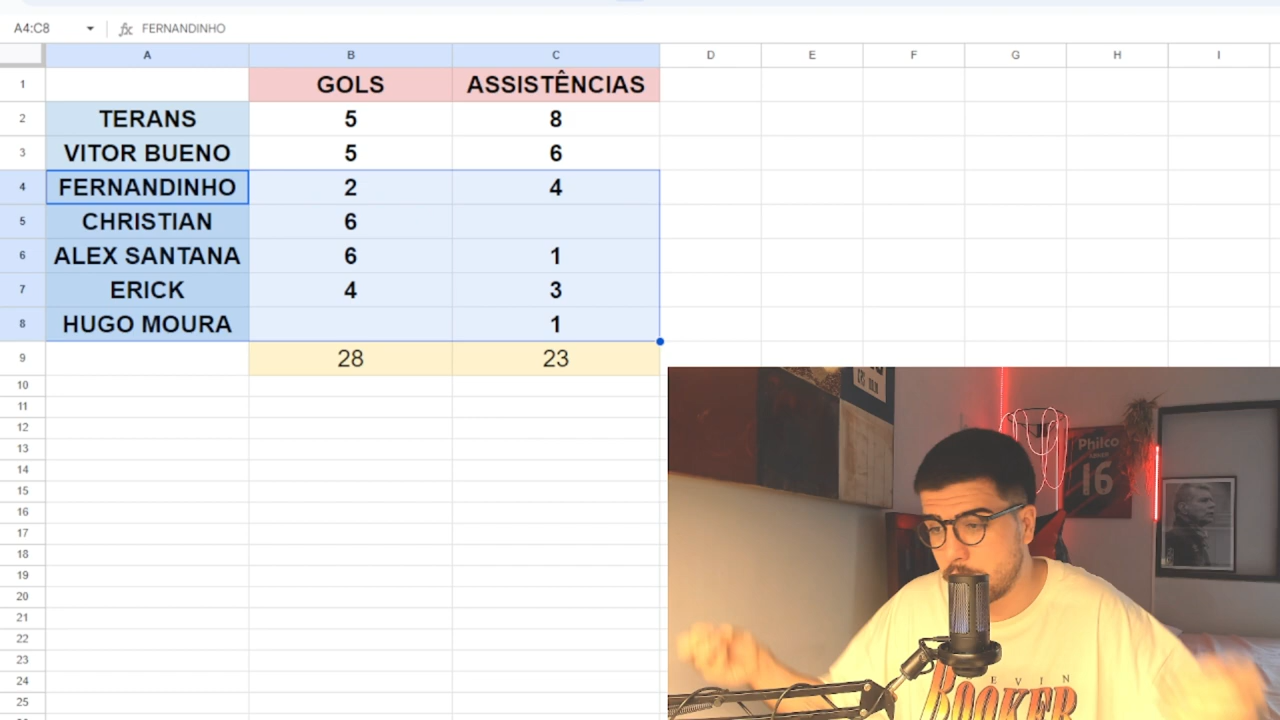 A4:C8 fx FERNANDINHO
A B C D E F G H I
1 GOLS ASSISTÊNCIAS
2 TERANS 5 8
3 VITOR BUENO 5 6
4 FERNANDINHO 2 4
5 CHRISTIAN 6
6 ALEX SANTANA 6 1
7 ERICK 4 3
8 HUGO MOURA 1
9 28 23
10
11
12
13
14
15
16
17
18
19
20
21
22
23
24
25
Philco
16
EVIN
BOOKER